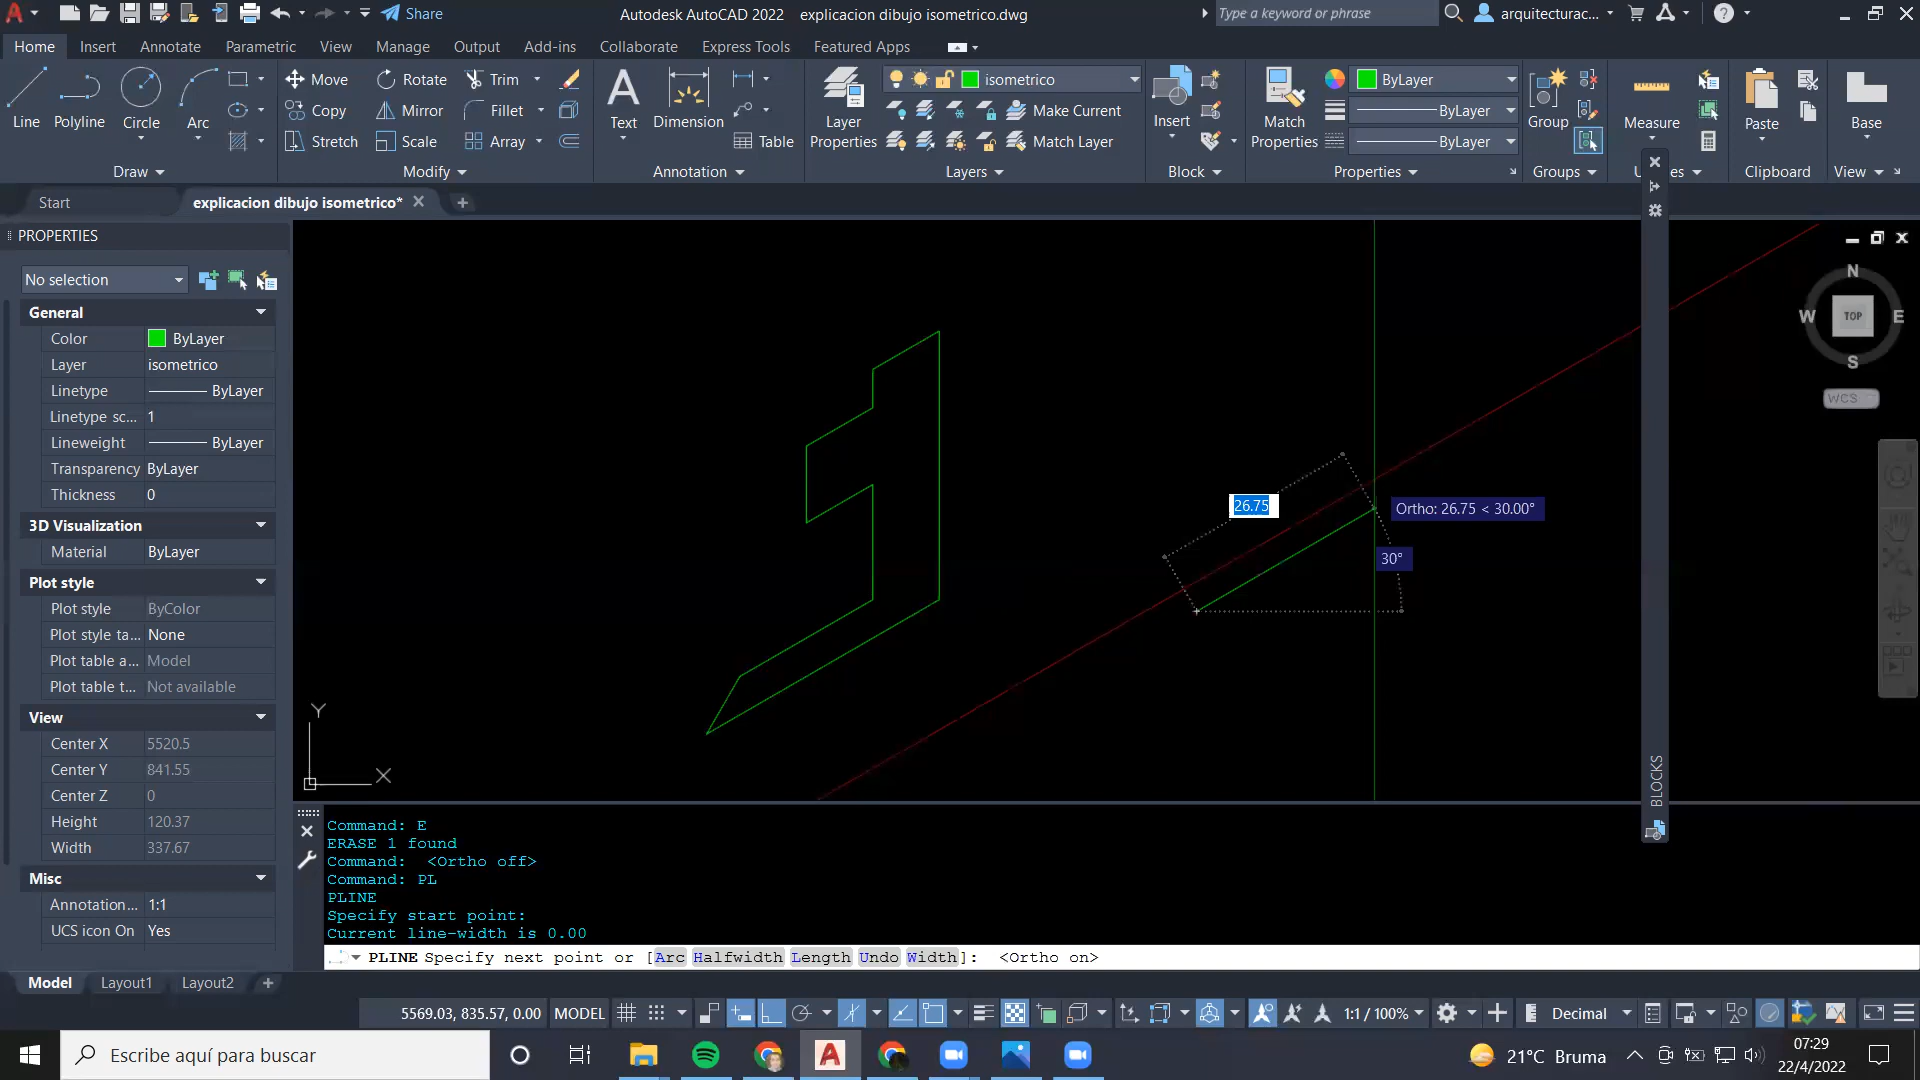 Share
Autodesk AutoCAD 2022 explicacion dibujo isometrico.dwg
Type a keyword or phrase
arquitecturac...
Home Insert Annotate Parametric View Manage Output Add-ins Collaborate Express Tools Featured Apps
Line Polyline Circle Arc
Move Rotate Trim
Copy Mirror Fillet
Stretch Scale Array
Text Dimension Table
Layer Properties
isometrico
Make Current
Match Layer
Insert
Match Properties
ByLayer
ByLayer
ByLayer
Group Measure Paste Base
Draw Modify Annotation Layers Block Properties Groups Clipboard View
Start explicacion dibujo isometrico*
PROPERTIES
No selection
General
Color ByLayer
Layer isometrico
Linetype ByLayer
Linetype sc... 1
Lineweight ByLayer
Transparency ByLayer
Thickness 0
3D Visualization
Material ByLayer
Plot style
Plot style ByColor
Plot style ta... None
Plot table a... Model
Plot table t... Not available
View
Center X 5520.5
Center Y 841.55
Center Z 0
Height 120.37
Width 337.67
Misc
Annotation... 1:1
UCS icon On Yes
N
W TOP E
S
WCS
26.75
Ortho: 26.75 < 30.00°
30°
Y
X
BLOCKS
Command: E
ERASE 1 found
Command: <Ortho off>
Command: PL
PLINE
Specify start point:
Current line-width is 0.00
PLINE Specify next point or [Arc Halfwidth Length Undo Width]: <Ortho on>
Model Layout1 Layout2
5569.03, 835.57, 0.00 MODEL 1:1 / 100% Decimal
Escribe aquí para buscar
21°C Bruma
07:29
22/4/2022